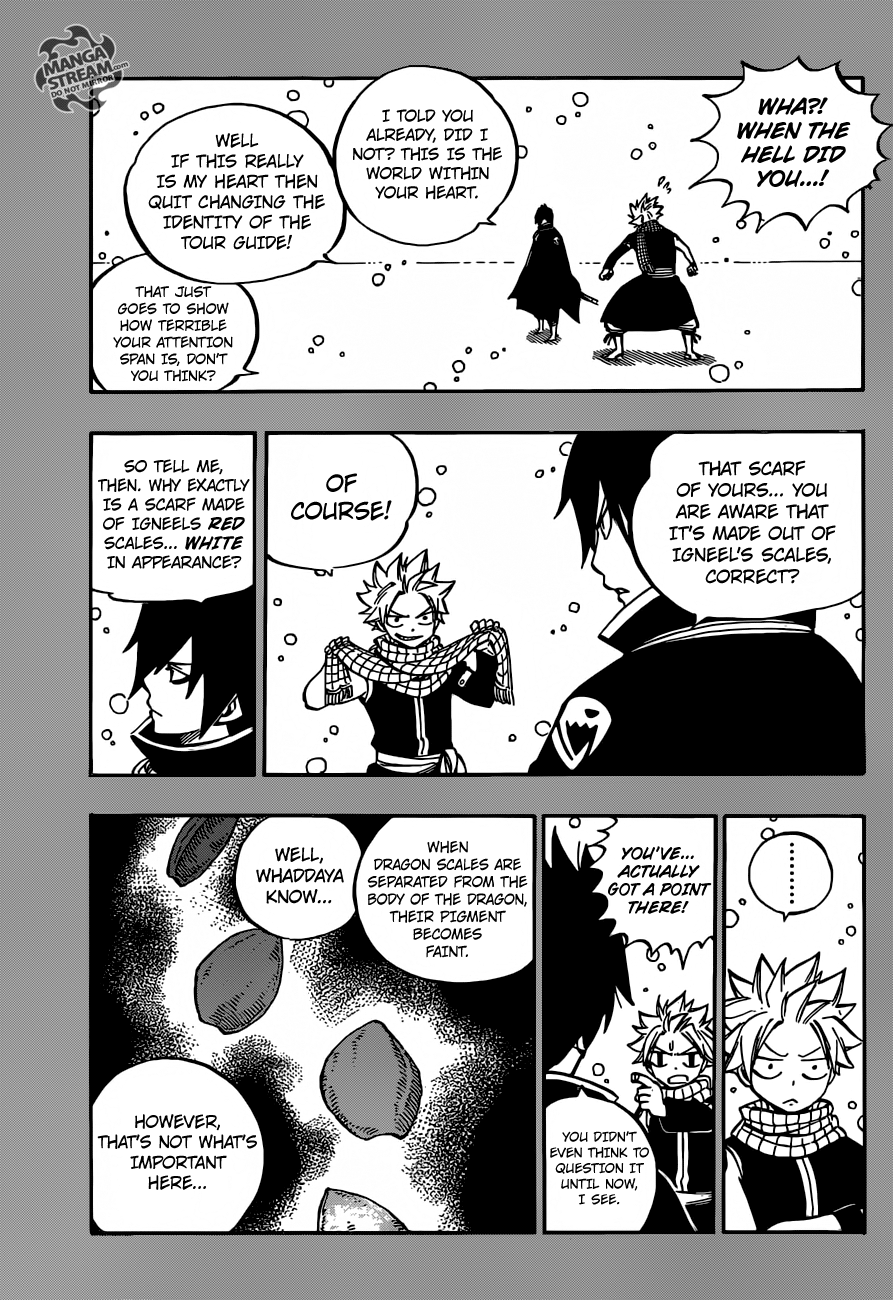 MANGA
STREAM.com
DO NOT MIRROR
WHA?!
WHEN THE
HELL DID
YOU...!
I TOLD YOU
ALREADY, DID I
NOT? THIS IS THE
WORLD WITHIN
YOUR HEART.
WELL
IF THIS REALLY
IS MY HEART THEN
QUIT CHANGING THE
IDENTITY OF THE
TOUR GUIDE!
THAT JUST
GOES TO SHOW
HOW TERRIBLE
YOUR ATTENTION
SPAN IS, DON'T
YOU THINK?
THAT SCARF
OF YOURS... YOU
ARE AWARE THAT
IT'S MADE OUT OF
IGNEEL'S SCALES,
CORRECT?
OF
COURSE!
SO TELL ME,
THEN. WHY EXACTLY
IS A SCARF MADE
OF IGNEELS RED
SCALES... WHITE
IN APPEARANCE?
.........
YOU'VE...
ACTUALLY
GOT A POINT
THERE!
YOU DIDN'T
EVEN THINK TO
QUESTION IT
UNTIL NOW,
I SEE.
WHEN
DRAGON SCALES ARE
SEPARATED FROM THE
BODY OF THE DRAGON,
THEIR PIGMENT
BECOMES
FAINT.
WELL,
WHADDAYA
KNOW...
HOWEVER,
THAT'S NOT WHAT'S
IMPORTANT
HERE...